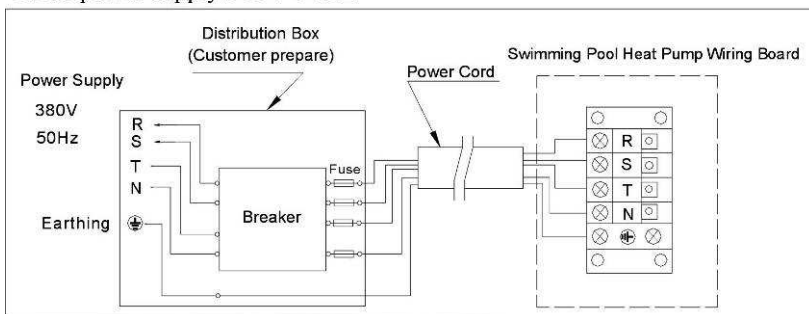 Distribution Box
(Customer prepare)
Swimming Pool Heat Pump Wiring Board
Power Cord
Power Supply
380V
50Hz
R
S
T
N
Fuse
Breaker
Earthing
R
S
T
N